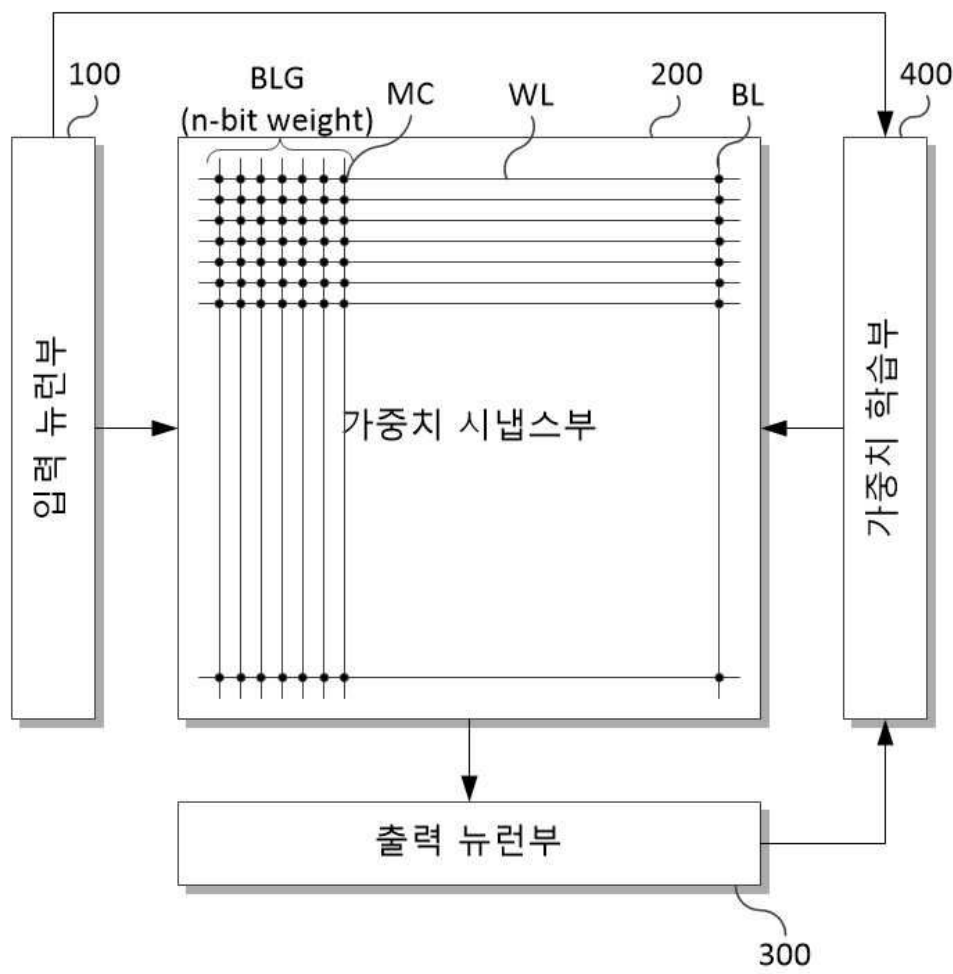 100
BLG
(n-bit weight)
MC
WL
200
BL
400
입력 뉴런부
가중치 시냅스부
가중치 학습부
출력 뉴런부
300